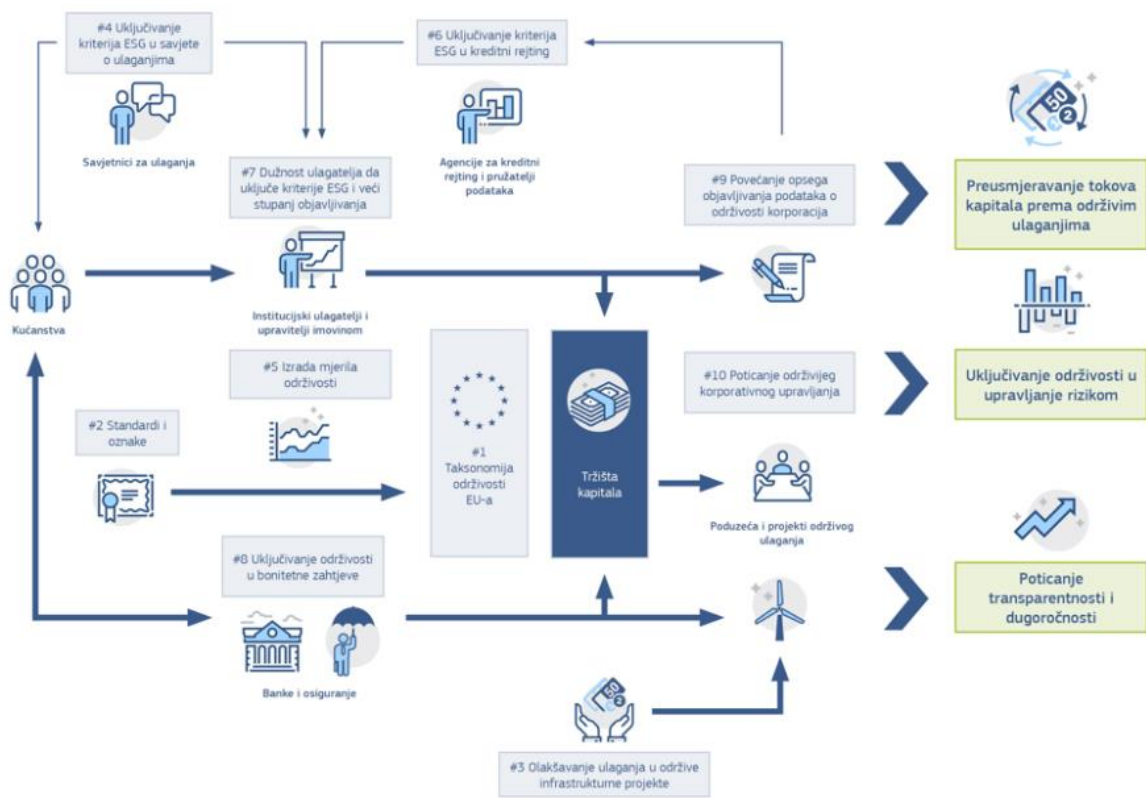 #4 Uključivanje
kriterija ESG u savjete
o ulaganjima
Savjetnici za ulaganja
#6 Uključivanje kriterija
ESG u kreditni rejting
Agencije za kreditni
rejting i pružatelji
podataka
#7 Dužnost ulagatelja da
uključe kriterije ESG i veći
stupanj objavljivanja
Institucijski ulagatelji i
upravitelji imovinom
#9 Povećanje opsega
objavljivanja podataka o
održivosti korporacija
50
2
Preusmjeravanje tokova
kapitala prema održivim
ulaganjima
Kućanstva
#5 Izrada mjerila
održivosti
#2 Standardi i
oznake
#1
Taksonomija
održivosti
EU-a
Tržišta
kapitala
#10 Poticanje održivijeg
korporativnog upravljanja
Uključivanje održivosti u
upravljanje rizikom
Poduzeća i projekti održivog
ulaganja
#8 Uključivanje održivosti
u bonitetne zahtjeve
Banke i osiguranje
Poticanje
transparentnosti i
dugoročnosti
50
2
#3 Olakšavanje ulaganja u održive
infrastrukturne projekte